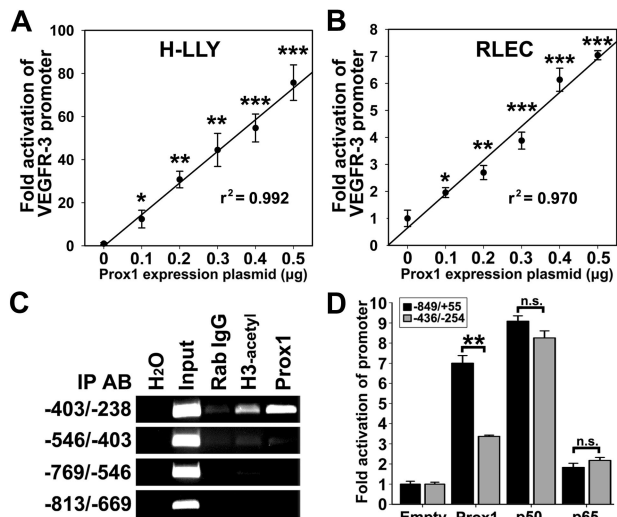 A
H-LLY
Fold activation of
VEGFR-3 promoter
100
80
60
40
20
0
*
**
**
***
***
r² = 0.992
0 0.1 0.2 0.3 0.4 0.5
Prox1 expression plasmid (µg)
B
RLEC
Fold activation of
VEGFR-3 promoter
8
7
6
5
4
3
2
1
0
*
**
***
***
***
r² = 0.970
0 0.1 0.2 0.3 0.4 0.5
Prox1 expression plasmid (µg)
C
IP AB
H₂O
Input
Rab IgG
H3-acetyl
Prox1
-403/-238
-546/-403
-769/-546
-813/-669
D
Fold activation of promoter
10
9
8
7
6
5
4
3
2
1
0
-849/+55
-436/-254
**
n.s.
n.s.
Empty Prox1 p50 p65